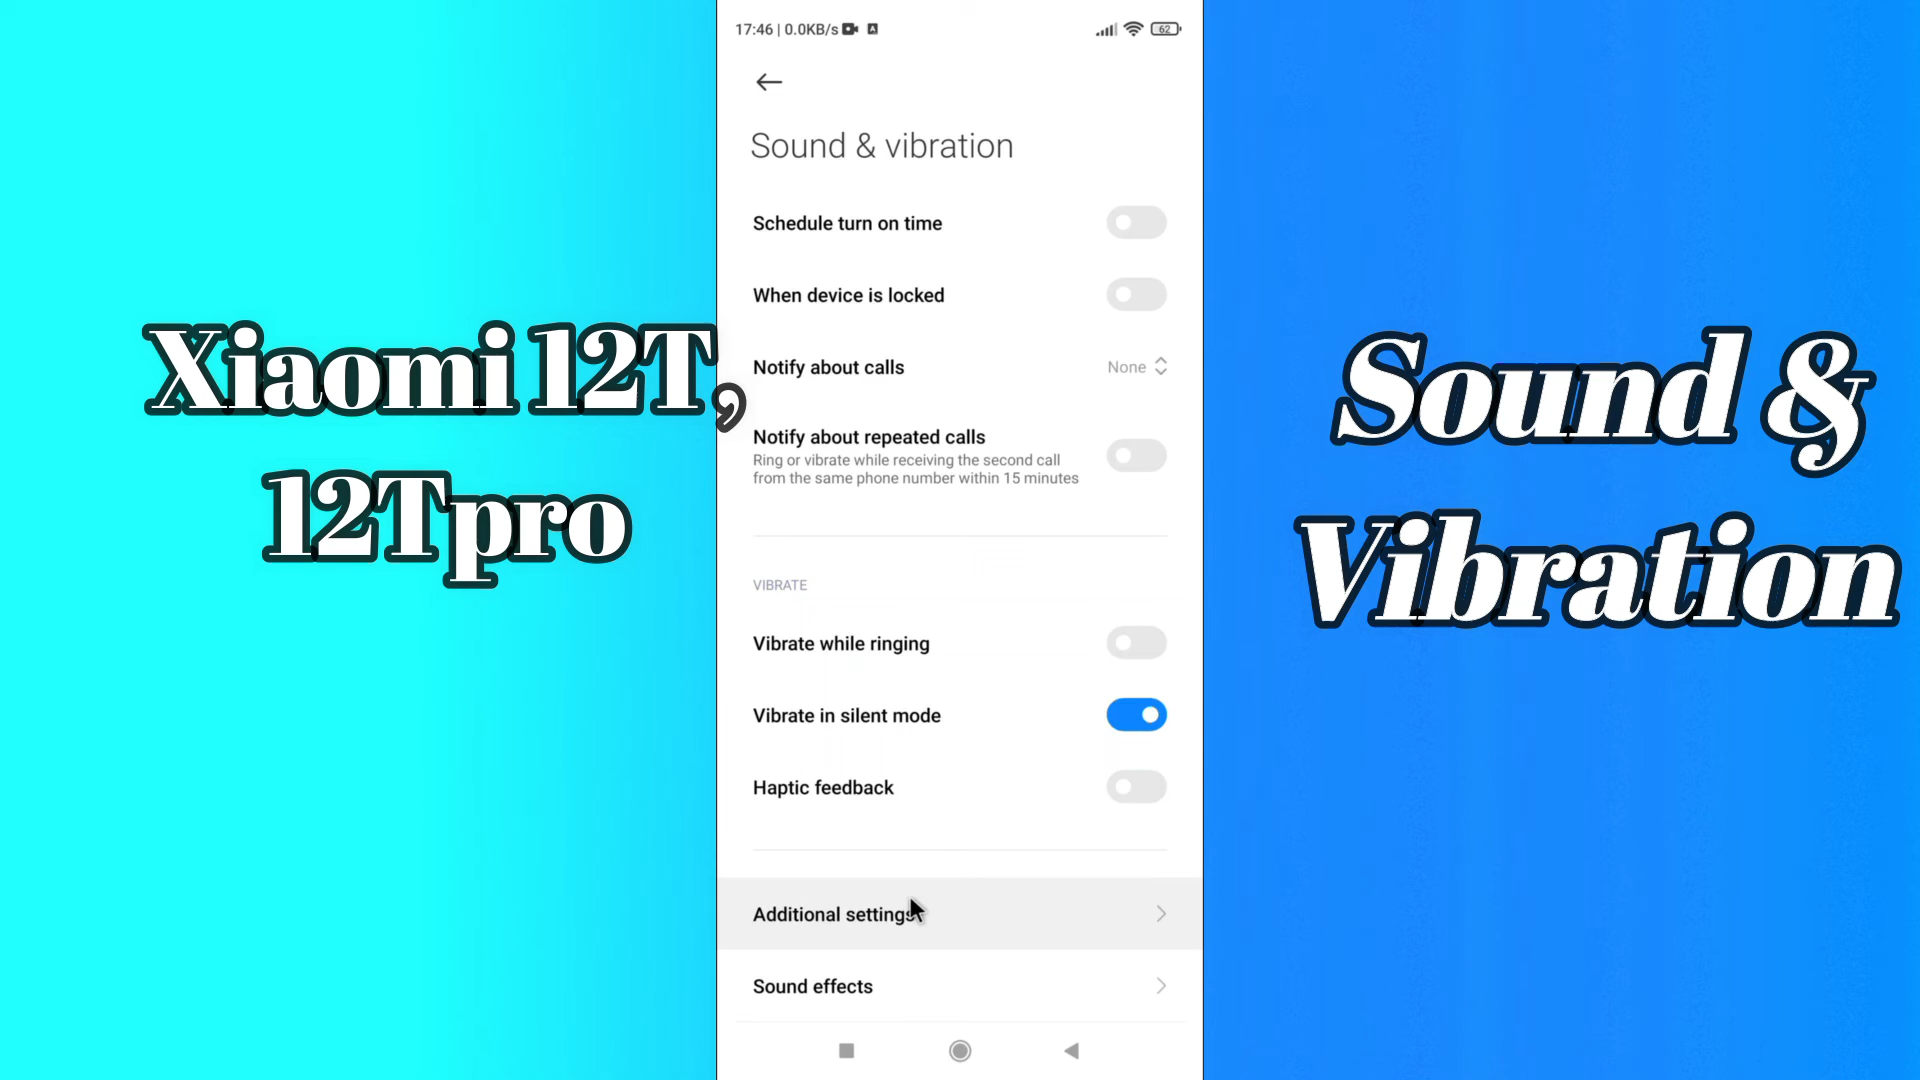 17:46 | 0.0KB/s A
62
Sound & vibration
Schedule turn on time
When device is locked
Notify about calls None
Notify about repeated calls
Ring or vibrate while receiving the second call
from the same phone number within 15 minutes
VIBRATE
Vibrate while ringing
Vibrate in silent mode
Haptic feedback
Additional settings
Sound effects
Xiaomi 12T,
12Tpro
Sound &
Vibration